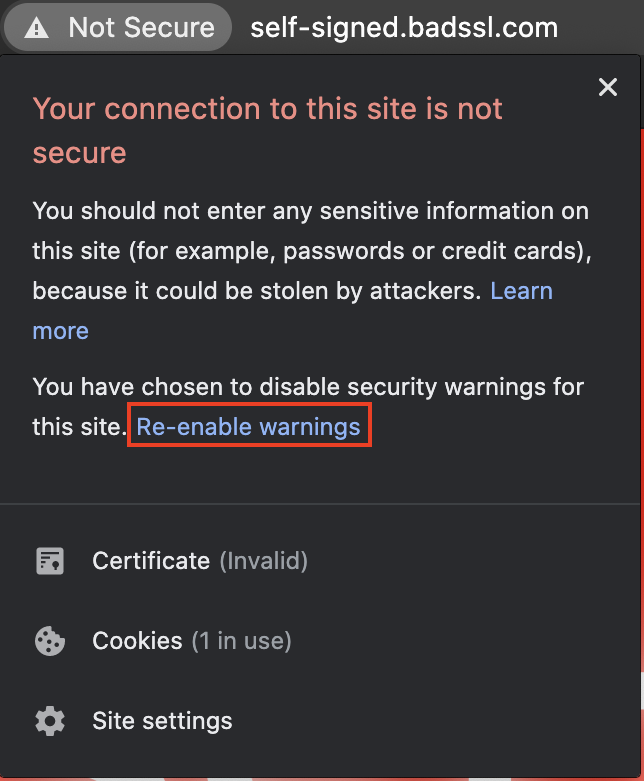 Not Secure self-signed.badssl.com
Your connection to this site is not
secure
You should not enter any sensitive information on
this site (for example, passwords or credit cards),
because it could be stolen by attackers. Learn
more
You have chosen to disable security warnings for
this site. Re-enable warnings
Certificate (Invalid)
Cookies (1 in use)
Site settings